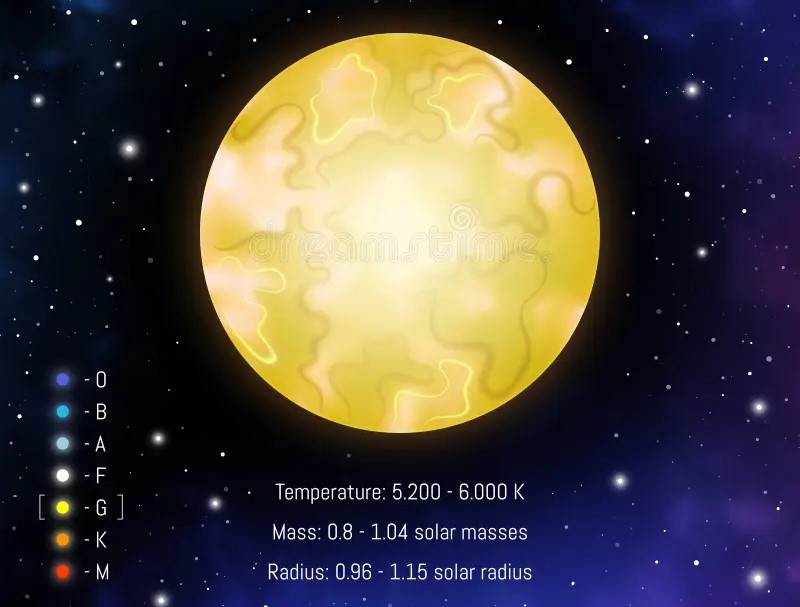 dreamstime
- O
- B
- A
- F
[ - G ]
- K
- M
Temperature: 5.200 - 6.000 K
Mass: 0.8 - 1.04 solar masses
Radius: 0.96 - 1.15 solar radius